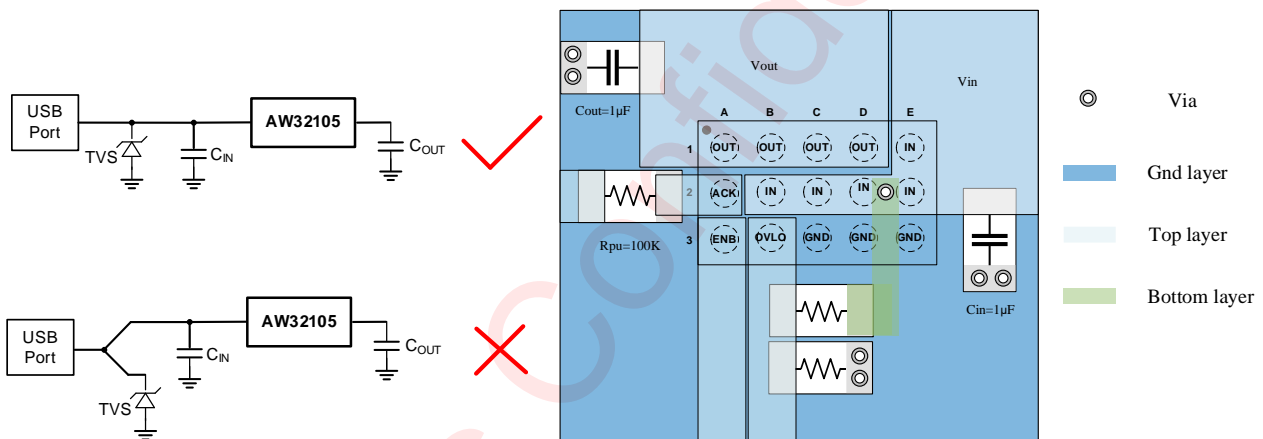 USB
Port
TVS
CIN
AW32105
COUT
USB
Port
TVS
CIN
AW32105
COUT
Vout
Vin
Cout=1μF
A B C D E
1 OUT OUT OUT OUT IN
2 ACK IN IN IN IN
Rpu=100K
3 ENB OVLO GND GND GND
Cin=1μF
Via
Gnd layer
Top layer
Bottom layer